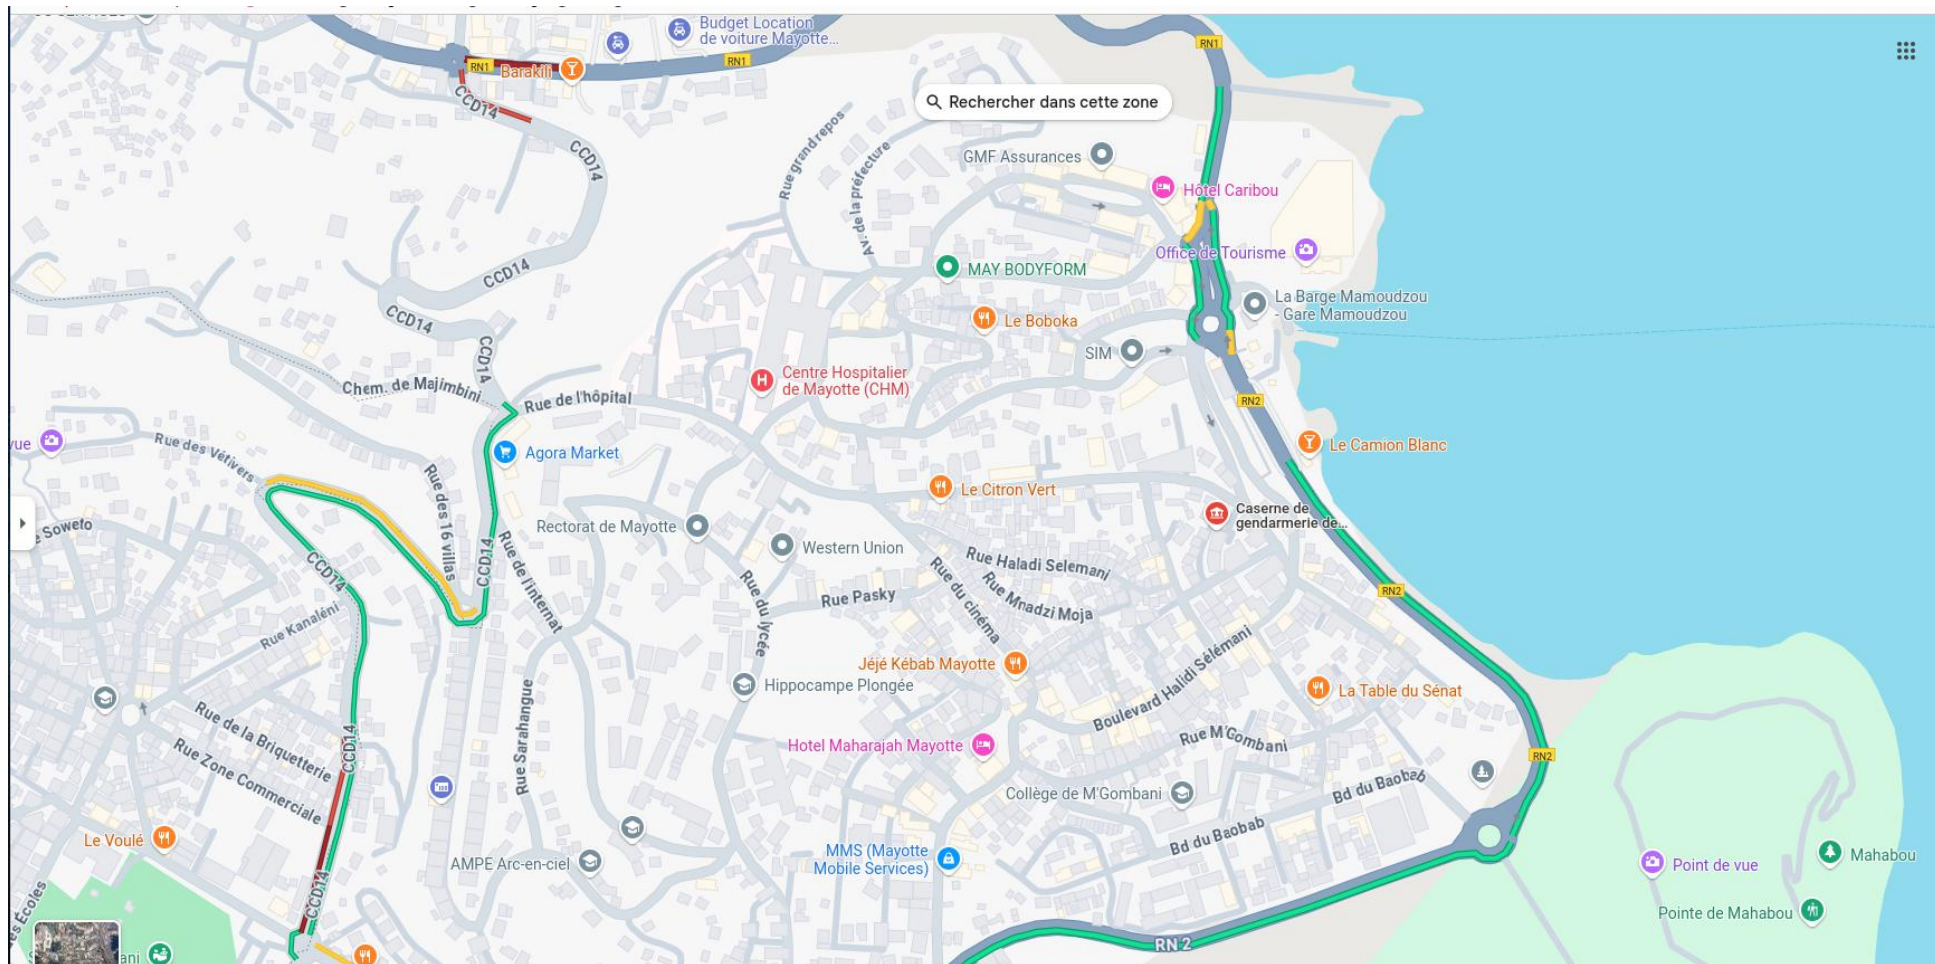 Budget Location
de voiture Mayotte...
RN1
RN1
RN1
Barakili
CCD14
Rechercher dans cette zone
CCD14
Rue grand repos
Av. de la préfecture
GMF Assurances
Hôtel Caribou
Office de Tourisme
CCD14
MAY BODYFORM
La Barge Mamoudzou
- Gare Mamoudzou
CCD14
Le Boboka
SIM
CCD14
Centre Hospitalier
de Mayotte (CHM)
Chem. de Majimbini
Rue de l'hôpital
RN2
vue
Rue des Vétivers
Agora Market
Le Camion Blanc
Rue des 16 villas
Le Citron Vert
Caserne de
gendarmerie de...
Rectorat de Mayotte
e Soweto
Western Union
CCD14
Rue de l'internat
Rue Haladi Selemani
CCD14
Rue du lycée
Rue Pasky
Rue du cinéma
Rue Mnadzi Moja
RN2
Rue Kanaléni
Jéjé Kébab Mayotte
Boulevard Halidi Sélémani
Hippocampe Plongée
La Table du Sénat
Rue de la Briquetterie
CCD14
Rue Sarahangue
Hotel Maharajah Mayotte
Rue M'Gombani
RN2
Rue Zone Commerciale
Collège de M'Gombani
Bd du Baobab
Le Voulé
Bd du Baobab
AMPE Arc-en-ciel
MMS (Mayotte
Mobile Services)
Point de vue
Mahabou
CCD14
es Écoles
Pointe de Mahabou
RN 2
ani